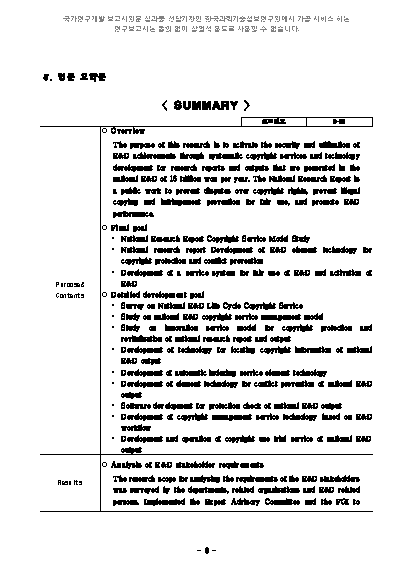 국가연구개발 보고서원문 성과물 전담기관인 한국과학기술정보연구원에서 가공·서비스 하는
연구보고서는 동의 없이 상업적 용도로 사용할 수 없습니다.
5. 영문 요약문
〈 SUMMARY 〉
코드번호 D-02
○ Overview
The purpose of this research is to activate the security and utilization of
R&D achievements through systematic copyright services and technology
development for research reports and outputs that are generated in the
national R&D of 16 trillion won per year. The National Research Report is
a public work to prevent disputes over copyright rights, prevent illegal
copying and infringement prevention for fair use, and promote R&D
performance.
○ Final goal
• National Research Report Copyright Service Model Study
• National research report Development of R&D element technology for
copyright protection and conflict prevention
• Development of a service system for fair use of R&D and activation of
R&D
Purpose&
Contents
○ Detailed development goal
• Survey on National R&D Life Cycle Copyright Service
• Study on national R&D copyright service management model
• Study on innovation service model for copyright protection and
revitalization of national research report and output
• Development of technology for locating copyright information of national
R&D output
• Development of automatic indexing service element technology
• Development of element technology for conflict prevention of national R&D
output
• Software development for protection check of national R&D output
• Development of copyright management service technology based on R&D
workflow
• Development and operation of copyright use trial service of national R&D
output
○ Analysis of R&D stakeholder requirements
Results
The research scope for analyzing the requirements of the R&D stakeholders
was surveyed by the departments, related organizations and R&D related
persons. Implemented the Expert Advisory Committee and the FGI to